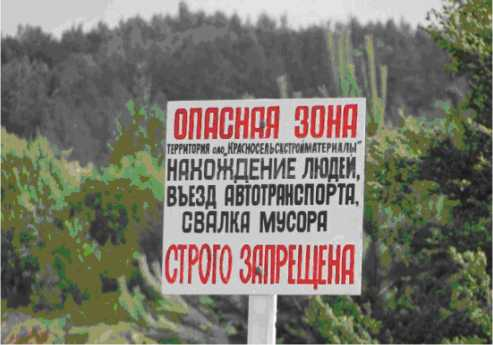 ОПАСНАЯ ЗОНА
ТЕРРИТОРИЯ ОАО „КРАСНОСЕЛЬСКСТРОЙМАТЕРИАЛЫ"
НАХОЖДЕНИЕ ЛЮДЕЙ,
ВЪЕЗД АВТОТРАНСПОРТА,
СВАЛКА МУСОРА
СТРОГО ЗАПРЕЩЕНА